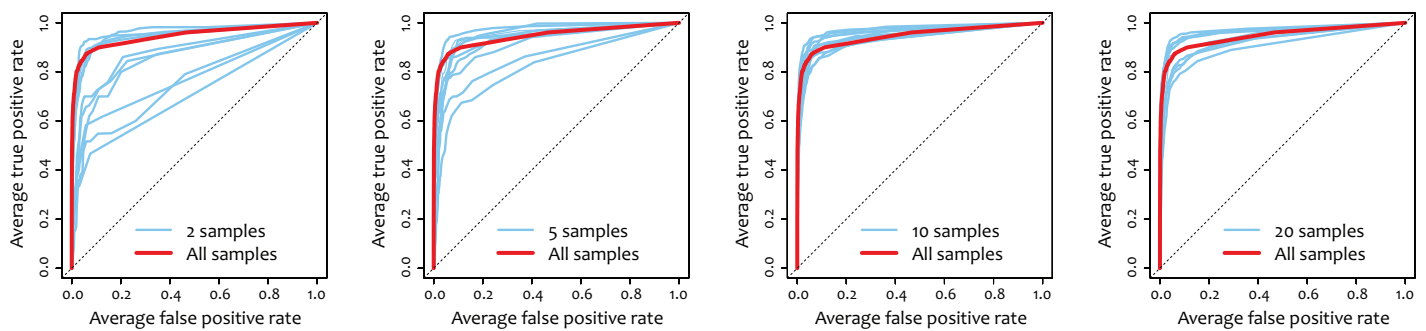 Average true positive rate
1.0
0.8
0.6
0.4
0.2
0.0
2 samples
All samples
0.0 0.2 0.4 0.6 0.8 1.0
Average false positive rate
Average true positive rate
1.0
0.8
0.6
0.4
0.2
0.0
5 samples
All samples
0.0 0.2 0.4 0.6 0.8 1.0
Average false positive rate
Average true positive rate
1.0
0.8
0.6
0.4
0.2
0.0
10 samples
All samples
0.0 0.2 0.4 0.6 0.8 1.0
Average false positive rate
Average true positive rate
1.0
0.8
0.6
0.4
0.2
0.0
20 samples
All samples
0.0 0.2 0.4 0.6 0.8 1.0
Average false positive rate